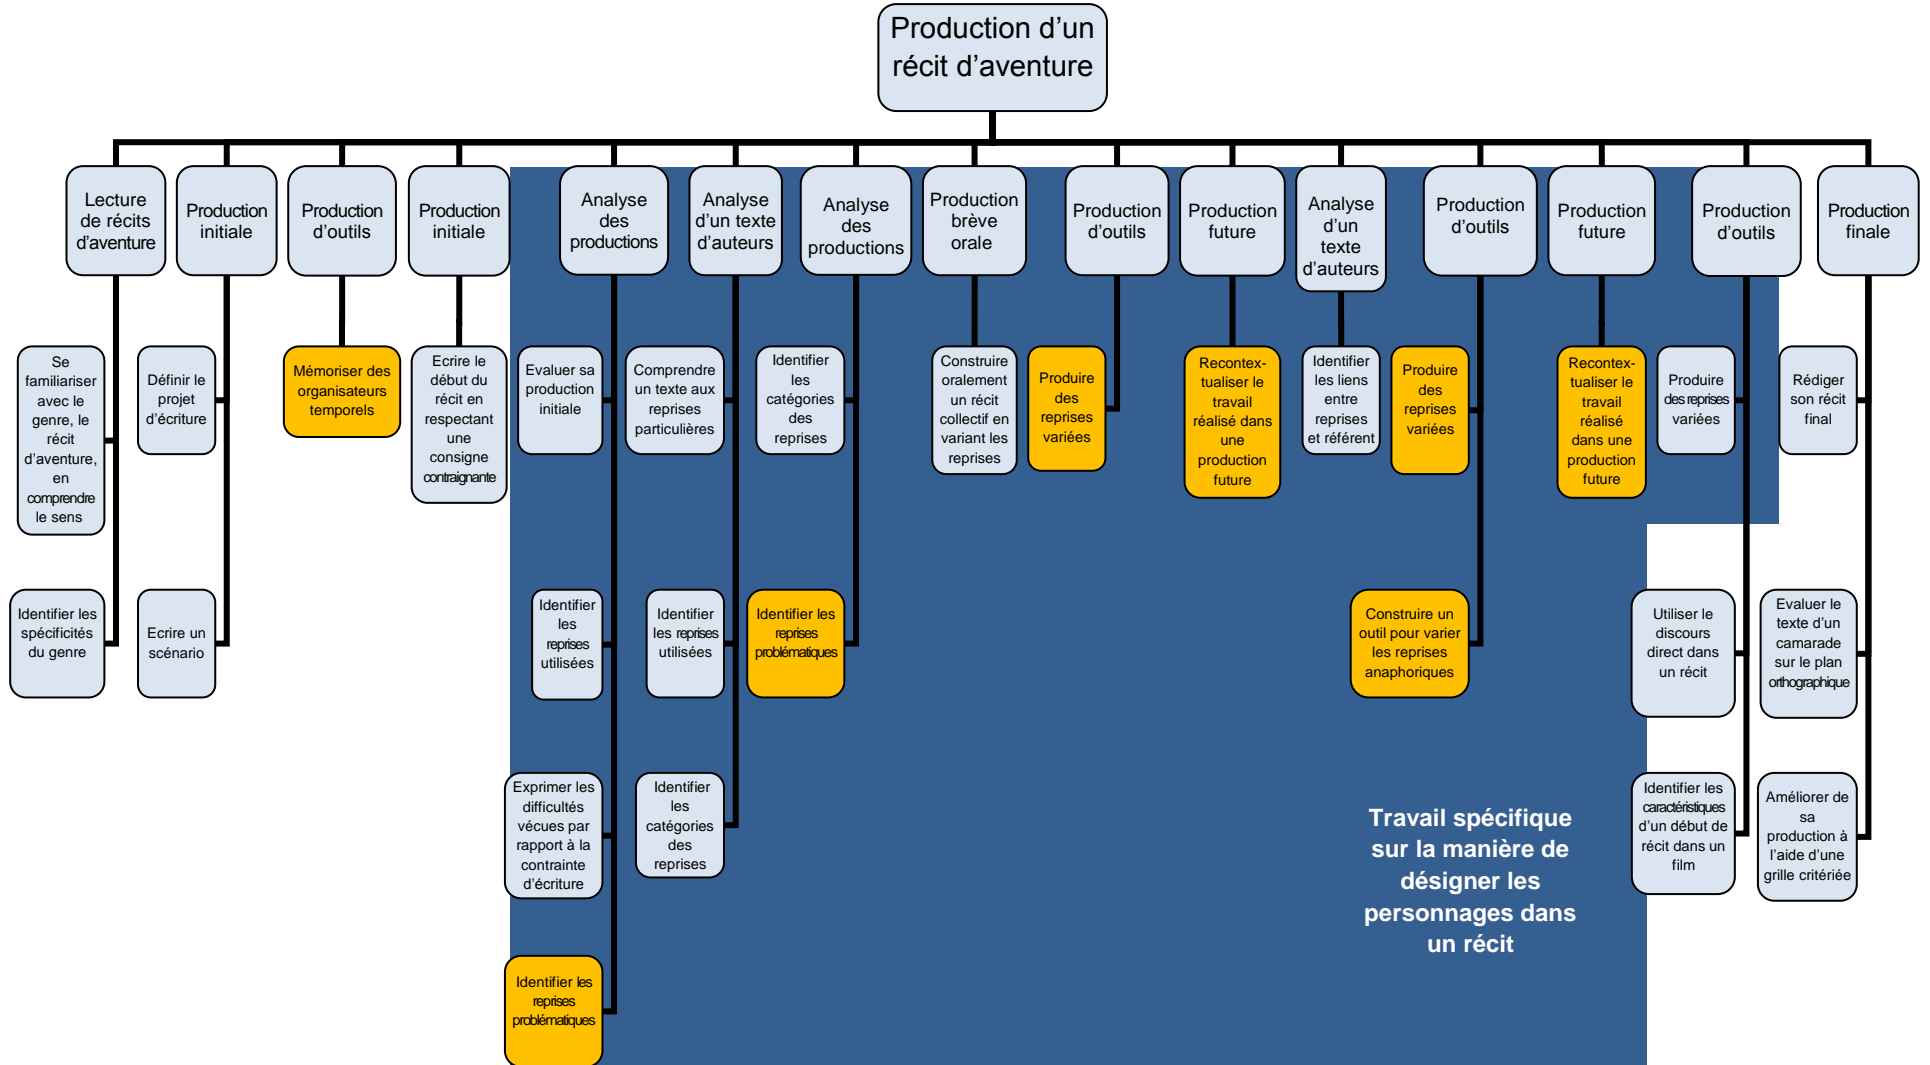 Production d’un
récit d’aventure
Lecture
de récits
d’aventure
Production
initiale
Production
d’outils
Production
initiale
Analyse
des
productions
Analyse
d’un texte
d’auteurs
Analyse
des
productions
Production
brève
orale
Production
d’outils
Production
future
Analyse
d’un
texte
d’auteurs
Production
d’outils
Production
future
Production
d’outils
Production
finale
Se
familiariser
avec le
genre, le
récit
d’aventure,
en
comprendre
le sens
Définir le
projet
d’écriture
Mémoriser des
organisateurs
temporels
Ecrire le
début du
récit en
respectant
une
consigne
contraignante
Evaluer sa
production
initiale
Comprendre
un texte aux
reprises
particulières
Identifier
les
catégories
des
reprises
Construire
oralement
un récit
collectif en
variant les
reprises
Produire
des
reprises
variées
Recontex-
tualiser le
travail
réalisé dans
une
production
future
Identifier
les liens
entre
reprises
et référent
Produire
des
reprises
variées
Recontex-
tualiser le
travail
réalisé
dans une
production
future
Produire
des reprises
variées
Rédiger
son récit
final
Identifier les
spécificités
du genre
Ecrire un
scénario
Identifier
les
reprises
utilisées
Identifier
les reprises
utilisées
Identifier les
reprises
problématiques
Construire un
outil pour varier
les reprises
anaphoriques
Utiliser le
discours
direct dans
un récit
Evaluer le
texte d’un
camarade
sur le plan
orthographique
Exprimer les
difficultés
vécues par
rapport à la
contrainte
d’écriture
Identifier
les
catégories
des
reprises
Travail spécifique
sur la manière de
désigner les
personnages dans
un récit
Identifier les
caractéristiques
d’un début de
récit dans un
film
Améliorer de
sa
production à
l’aide d’une
grille critériée
Identifier les
reprises
problématiques